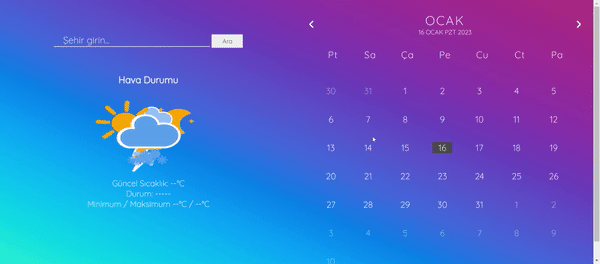 Şehir girin...
Ara
Hava Durumu
Güncel Sıcaklık: --°C
Durum: -----
Minimum / Maksimum --°C / --°C
OCAK
16 OCAK PZT 2023
Pt Sa Ça Pe Cu Ct Pa
30 31 1 2 3 4 5
6 7 8 9 10 11 12
13 14 15 16 17 18 19
20 21 22 23 24 25 26
27 28 29 30 31 1 2
3 4 5 6 7 8 9
10